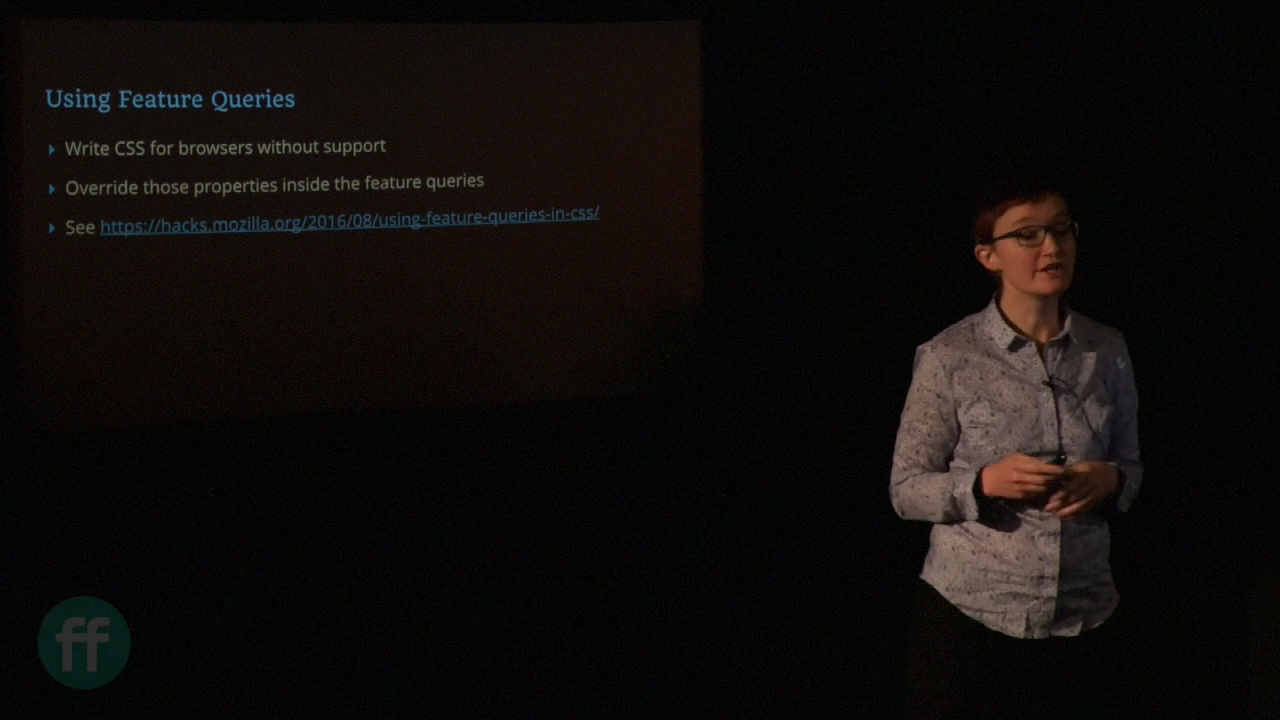 Using Feature Queries
Write CSS for browsers without support
Override those properties inside the feature queries
See https://hacks.mozilla.org/2016/08/using-feature-queries-in-css/
ff